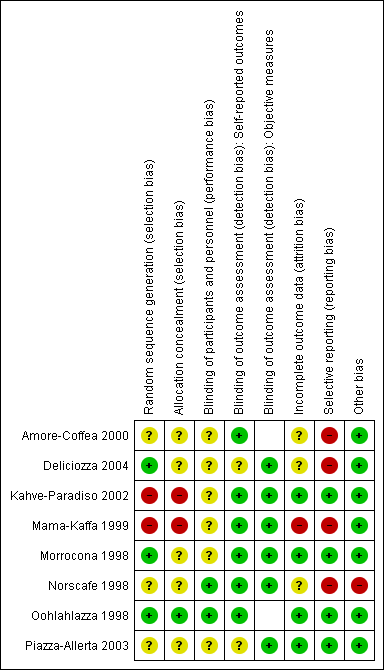 Random sequence generation (selection bias)
Allocation concealment (selection bias)
Blinding of participants and personnel (performance bias)
Blinding of outcome assessment (detection bias): Self-reported outcomes
Blinding of outcome assessment (detection bias): Objective measures
Incomplete outcome data (attrition bias)
Selective reporting (reporting bias)
Other bias
Amore-Coffea 2000 ? ? ? + ? - +
Deliciozza 2004 + ? ? ? + ? - +
Kahve-Paradiso 2002 - - ? + + + + +
Mama-Kaffa 1999 - - ? + + - - +
Morrocona 1998 + ? ? + + + + +
Norscafe 1998 ? ? + + + ? - -
Oohlahlazza 1998 + + + + + + +
Piazza-Allerta 2003 ? ? ? ? + + + +